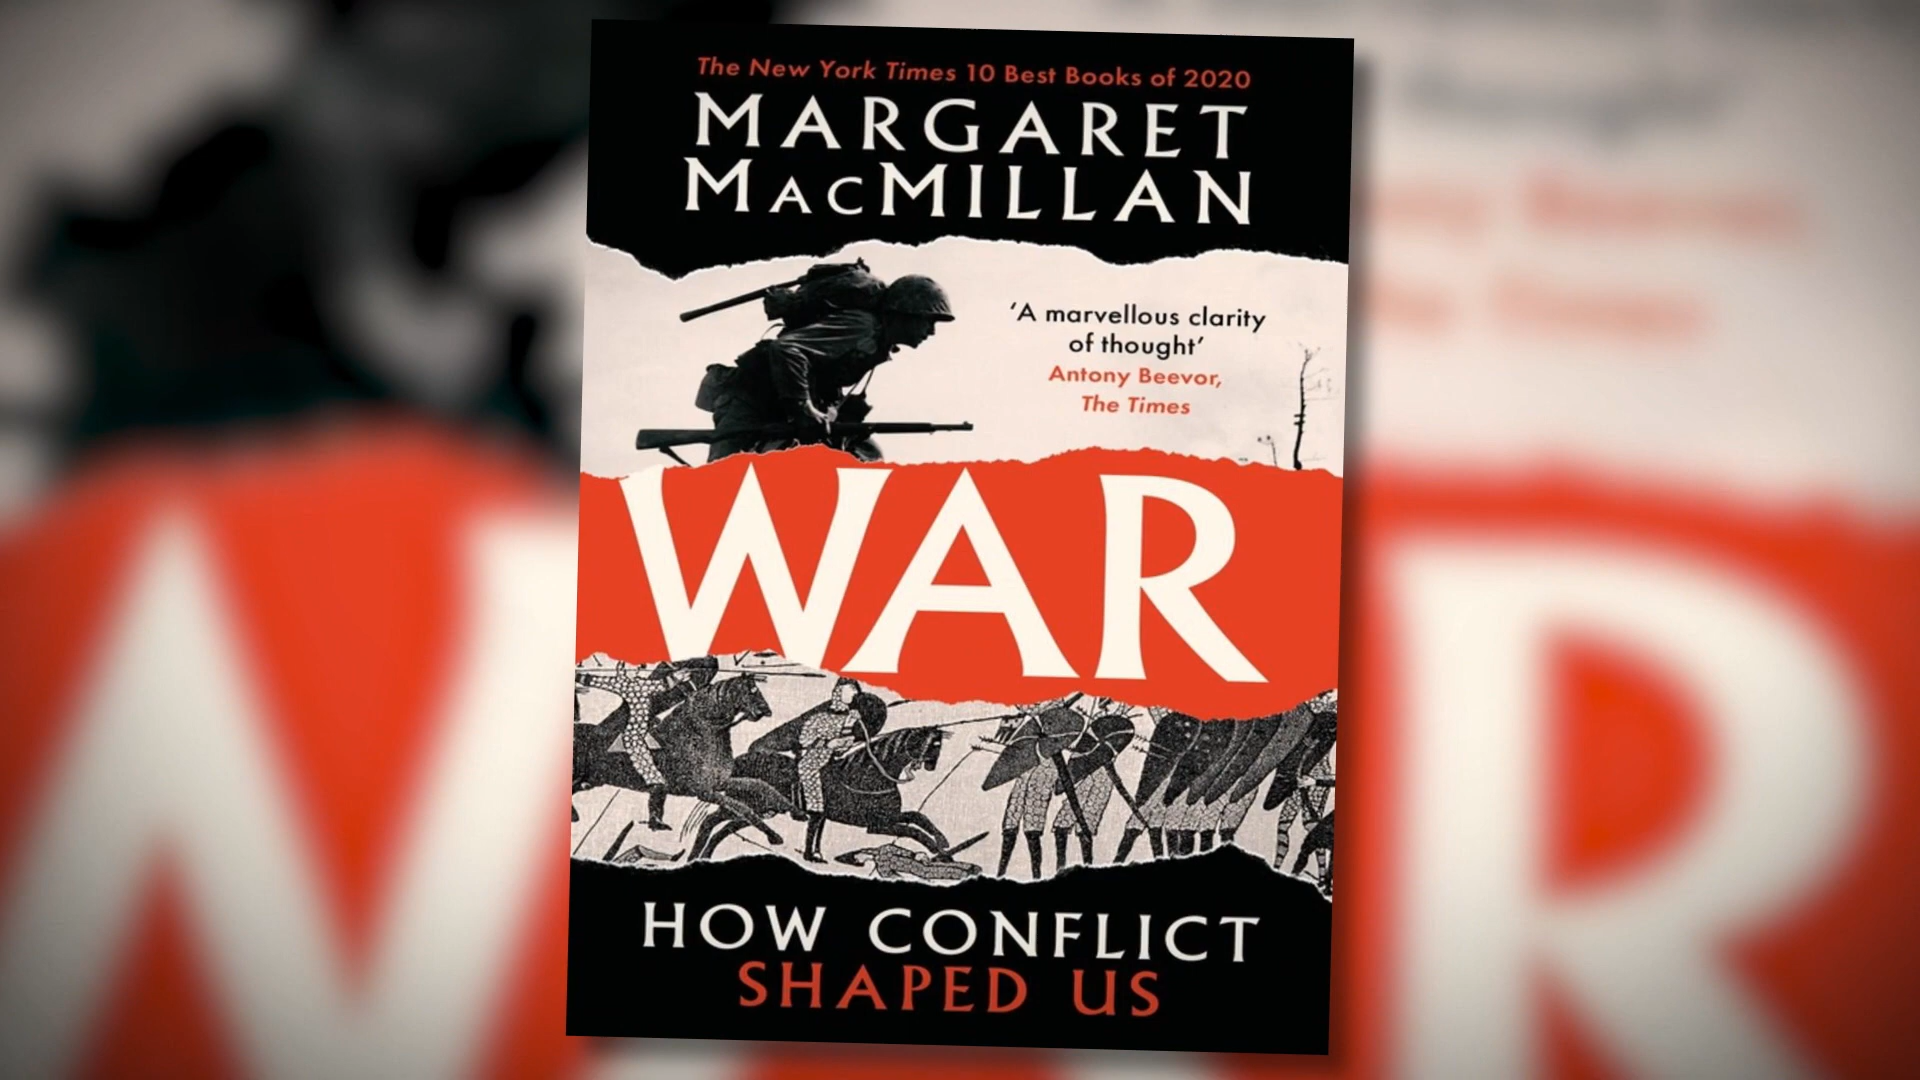 The New York Times 10 Best Books of 2020
MARGARET
MACMILLAN
‘A marvellous clarity
of thought’
Antony Beevor,
The Times
WAR
HOW CONFLICT
SHAPED US